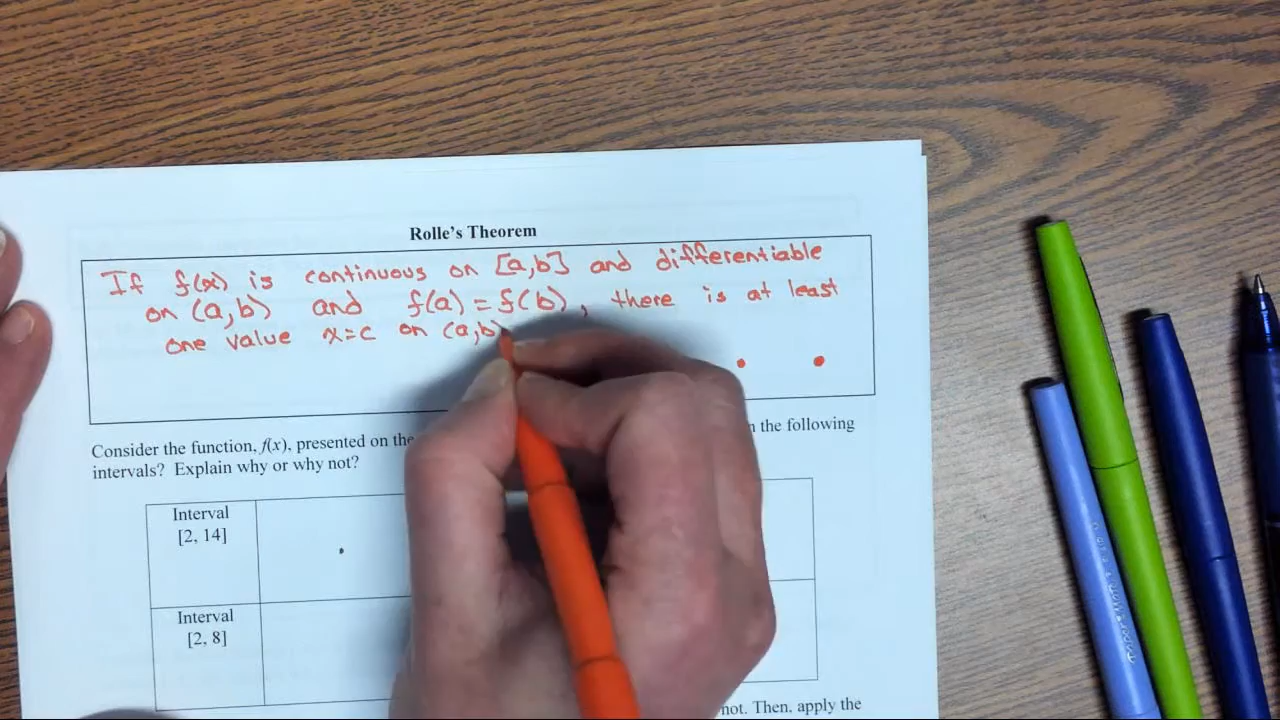 Rolle's Theorem
If f(x) is continuous on [a,b] and differentiable
on (a,b) and f(a) = f(b), there is at least
one value x=c on (a,b)
Consider the function, f(x), presented on the
n the following
intervals? Explain why or why not?
Interval
[2, 14]
Interval
[2, 8]
not. Then, apply the